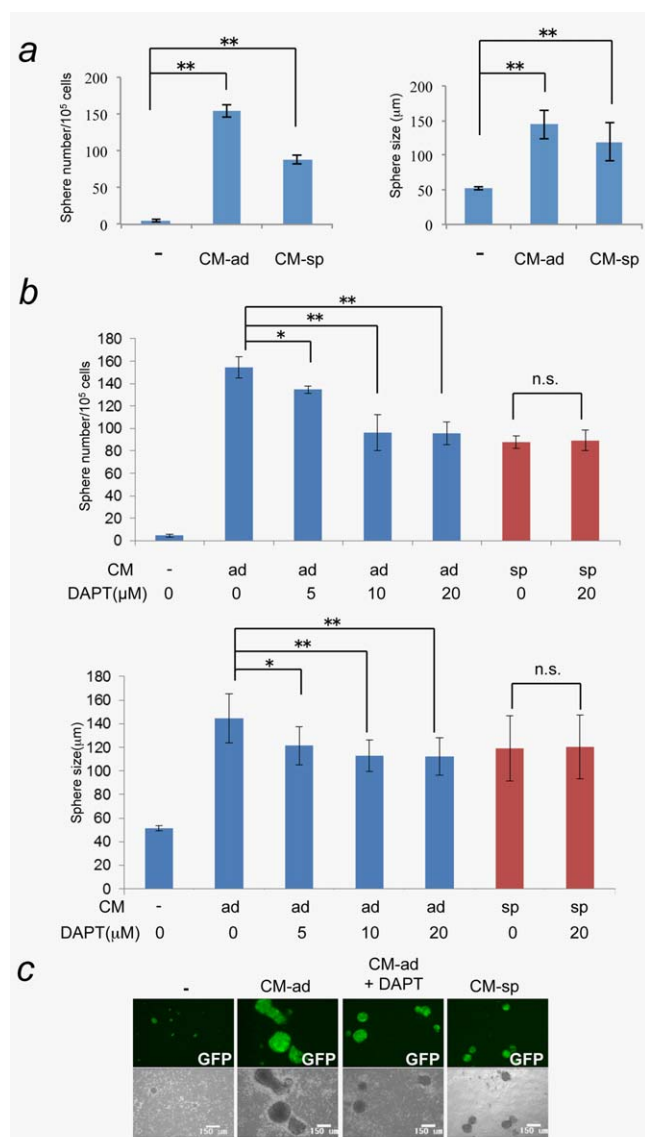 a
** **
** **
Sphere number/10⁵ cells
200
150
100
50
0
- CM-ad CM-sp
Sphere size (μm)
150
100
50
0
- CM-ad CM-sp
b
**
**
*
n.s.
Sphere number/10⁵ cells
180
160
140
120
100
80
60
40
20
0
CM - ad ad ad ad sp sp
DAPT(μM) 0 0 5 10 20 0 20
**
**
*
n.s.
Sphere size(μm)
180
160
140
120
100
80
60
40
20
0
CM - ad ad ad ad sp sp
DAPT(μM) 0 0 5 10 20 0 20
c
- CM-ad CM-ad + DAPT CM-sp
GFP GFP GFP GFP
150 um 150 um 150 um 150 um